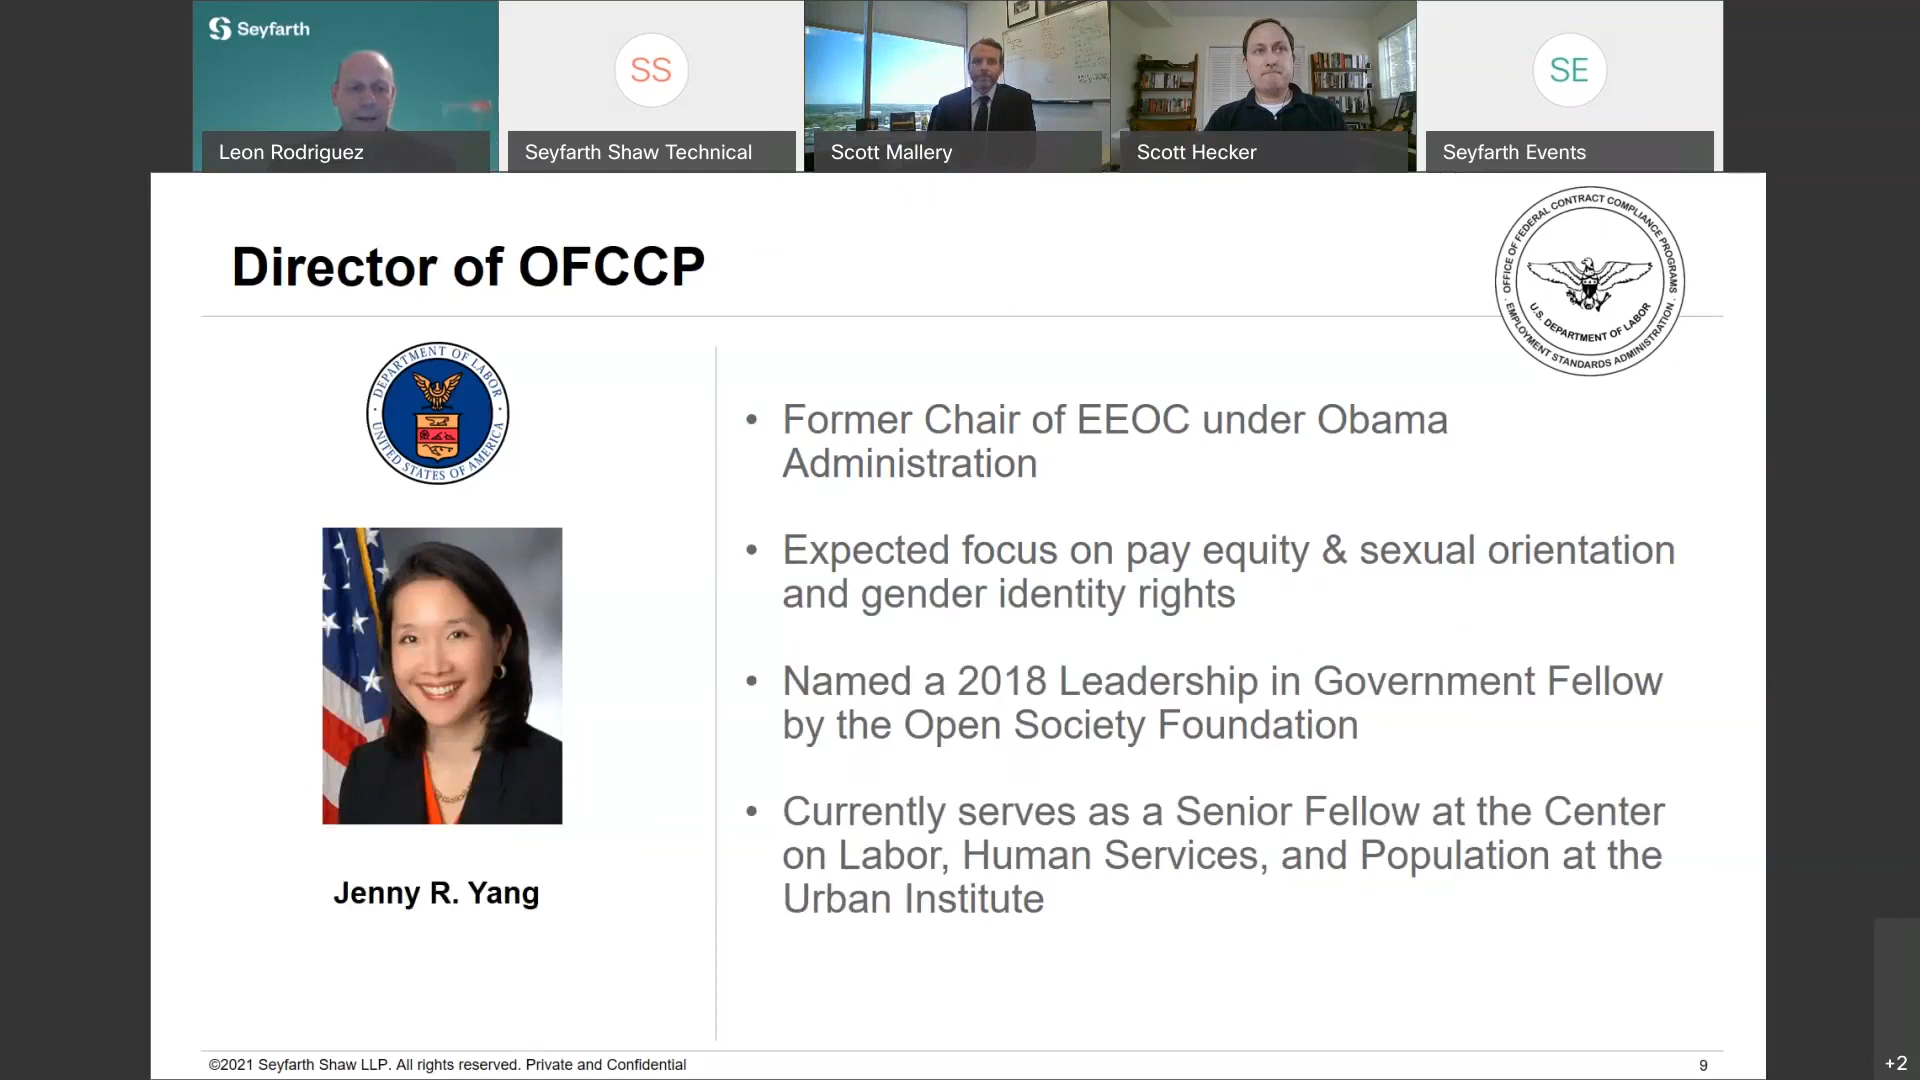 Seyfarth
SS
SE
Leon Rodriguez
Seyfarth Shaw Technical
Scott Mallery
Scott Hecker
Seyfarth Events
Director of OFCCP
OFFICE OF FEDERAL CONTRACT COMPLIANCE PROGRAMS
EMPLOYMENT STANDARDS ADMINISTRATION
U.S. DEPARTMENT OF LABOR
DEPARTMENT OF LABOR
UNITED STATES OF AMERICA
Jenny R. Yang
• Former Chair of EEOC under Obama
Administration
• Expected focus on pay equity & sexual orientation
and gender identity rights
• Named a 2018 Leadership in Government Fellow
by the Open Society Foundation
• Currently serves as a Senior Fellow at the Center
on Labor, Human Services, and Population at the
Urban Institute
©2021 Seyfarth Shaw LLP. All rights reserved. Private and Confidential
9
+2